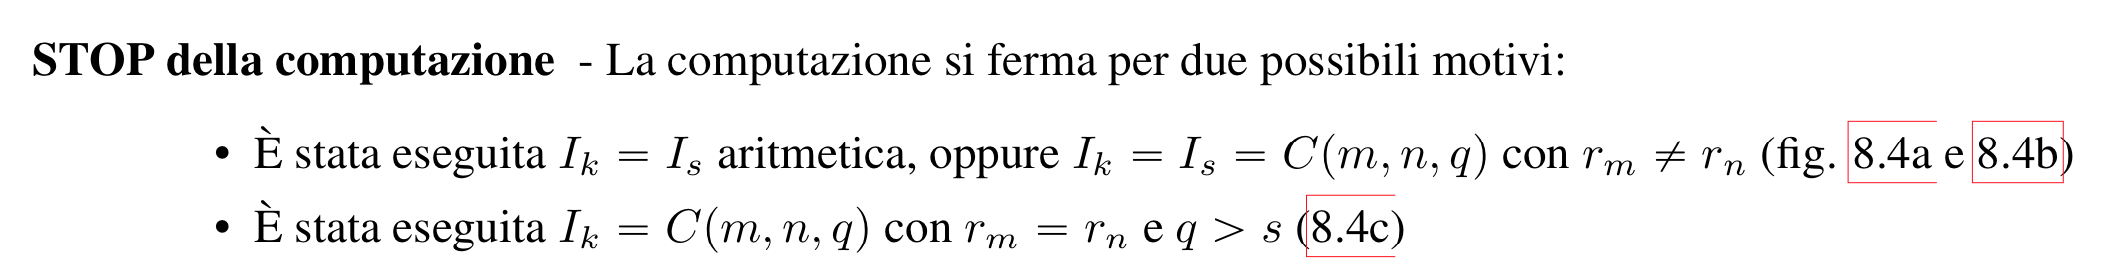 STOP della computazione - La computazione si ferma per due possibili motivi:
• È stata eseguita I_k = I_s aritmetica, oppure I_k = I_s = C(m, n, q) con r_m ≠ r_n (fig. 8.4a e 8.4b)
• È stata eseguita I_k = C(m, n, q) con r_m = r_n e q > s (8.4c)